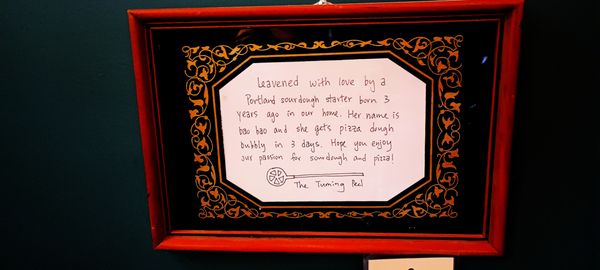 Leavened with love by a
Portland sourdough starter born 3
years ago in our home. Her name is
bao bao and she gets pizza dough
bubbly in 3 days. Hope you enjoy
our passion for sourdough and pizza!
The Turning Peel